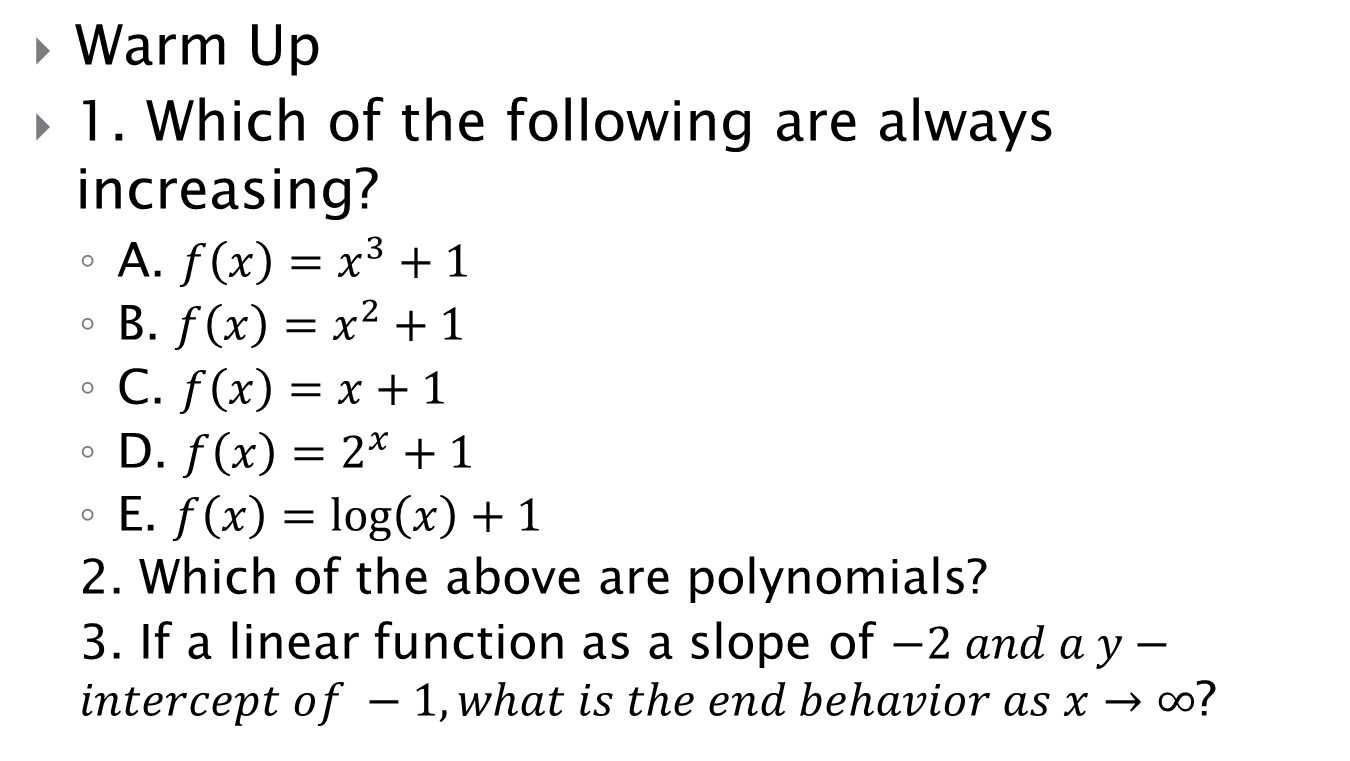 Warm Up
1. Which of the following are always
increasing?
A. f(x) = x³ + 1
B. f(x) = x² + 1
C. f(x) = x + 1
D. f(x) = 2ˣ + 1
E. f(x) = log(x) + 1
2. Which of the above are polynomials?
3. If a linear function as a slope of −2 and a y −
intercept of − 1, what is the end behavior as x → ∞?